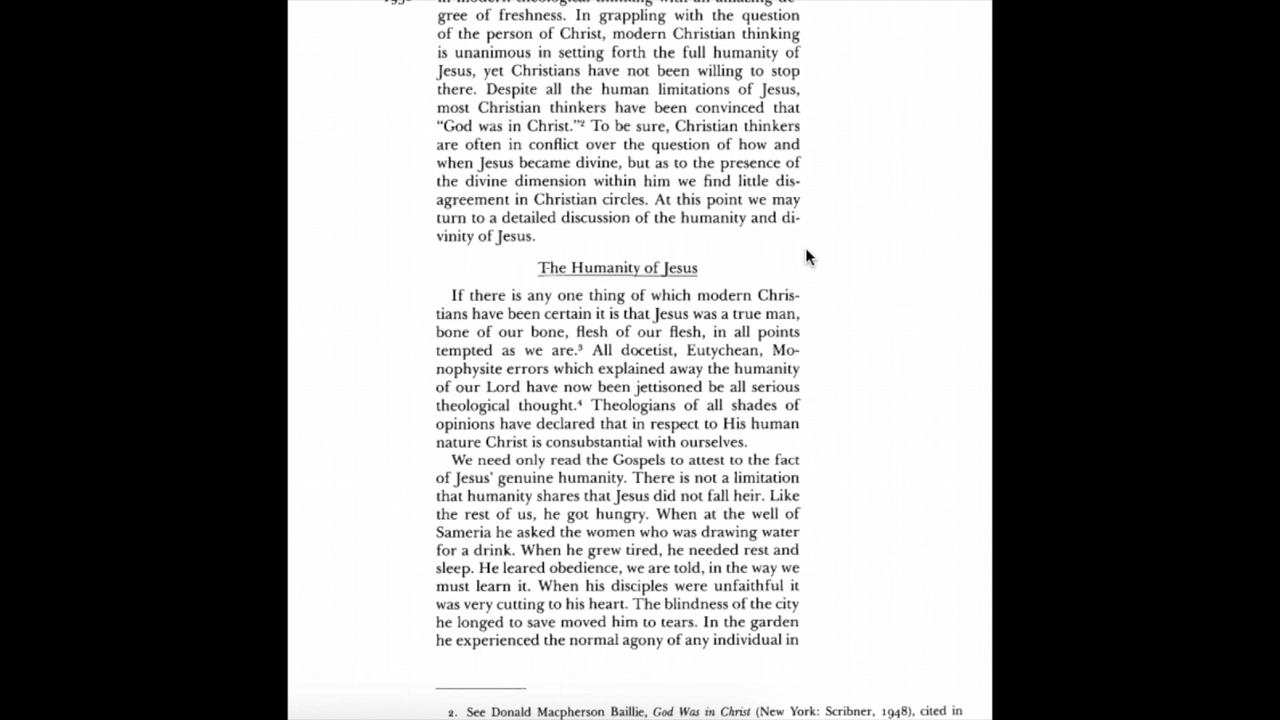 gree of freshness. In grappling with the question
of the person of Christ, modern Christian thinking
is unanimous in setting forth the full humanity of
Jesus, yet Christians have not been willing to stop
there. Despite all the human limitations of Jesus,
most Christian thinkers have been convinced that
“God was in Christ.”² To be sure, Christian thinkers
are often in conflict over the question of how and
when Jesus became divine, but as to the presence of
the divine dimension within him we find little dis-
agreement in Christian circles. At this point we may
turn to a detailed discussion of the humanity and di-
vinity of Jesus.
The Humanity of Jesus
If there is any one thing of which modern Chris-
tians have been certain it is that Jesus was a true man,
bone of our bone, flesh of our flesh, in all points
tempted as we are.³ All docetist, Eutychean, Mo-
nophysite errors which explained away the humanity
of our Lord have now been jettisoned be all serious
theological thought.⁴ Theologians of all shades of
opinions have declared that in respect to His human
nature Christ is consubstantial with ourselves.
We need only read the Gospels to attest to the fact
of Jesus’ genuine humanity. There is not a limitation
that humanity shares that Jesus did not fall heir. Like
the rest of us, he got hungry. When at the well of
Sameria he asked the women who was drawing water
for a drink. When he grew tired, he needed rest and
sleep. He leared obedience, we are told, in the way we
must learn it. When his disciples were unfaithful it
was very cutting to his heart. The blindness of the city
he longed to save moved him to tears. In the garden
he experienced the normal agony of any individual in
2. See Donald Macpherson Baillie, God Was in Christ (New York: Scribner, 1948), cited in